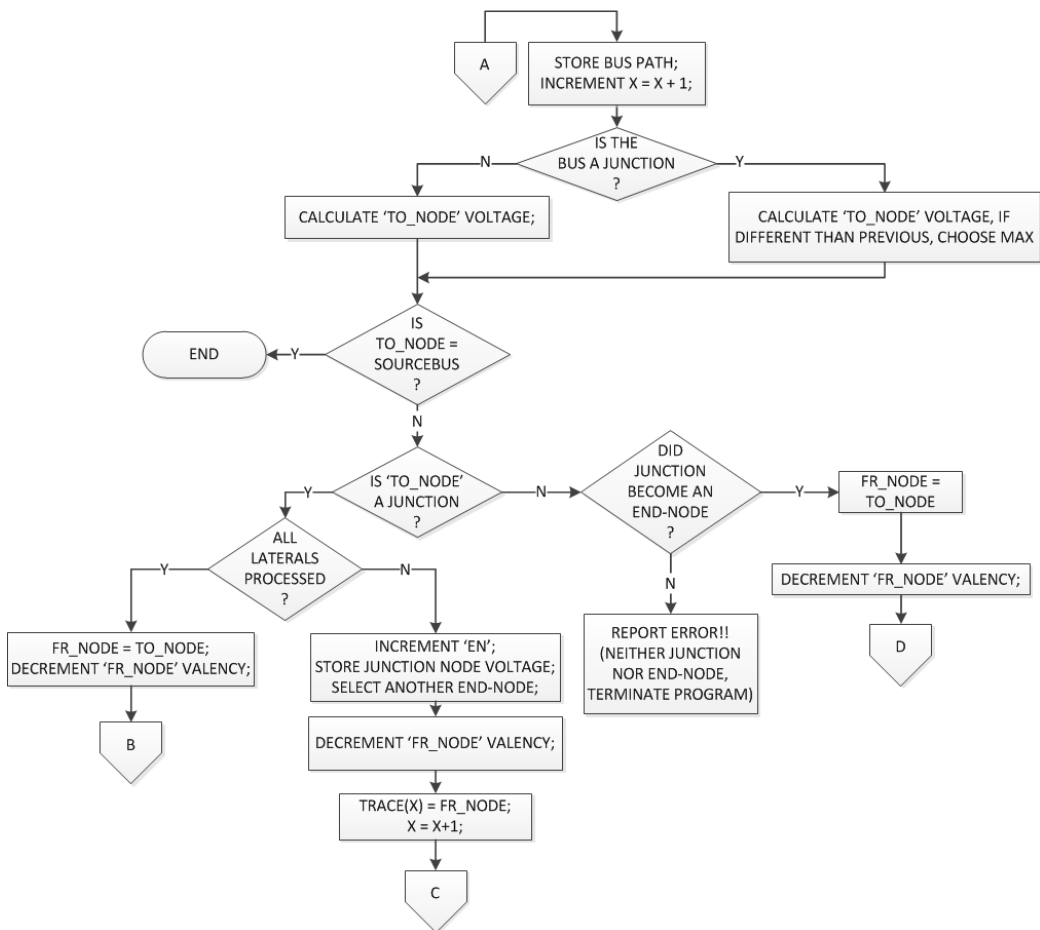 A
STORE BUS PATH;
INCREMENT X = X + 1;
IS THE
BUS A JUNCTION
?
N
Y
CALCULATE ‘TO_NODE’ VOLTAGE;
CALCULATE ‘TO_NODE’ VOLTAGE, IF
DIFFERENT THAN PREVIOUS, CHOOSE MAX
IS
TO_NODE =
SOURCEBUS
?
Y
END
N
IS ‘TO_NODE’
A JUNCTION ?
Y
N
DID
JUNCTION
BECOME AN
END-NODE
?
Y
FR_NODE =
TO_NODE
DECREMENT ‘FR_NODE’ VALENCY;
D
N
REPORT ERROR!!
(NEITHER JUNCTION
NOR END-NODE,
TERMINATE PROGRAM)
ALL
LATERALS
PROCESSED
?
Y
N
FR_NODE = TO_NODE;
DECREMENT ‘FR_NODE’ VALENCY;
B
INCREMENT ‘EN’;
STORE JUNCTION NODE VOLTAGE;
SELECT ANOTHER END-NODE;
DECREMENT ‘FR_NODE’ VALENCY;
TRACE(X) = FR_NODE;
X = X+1;
C